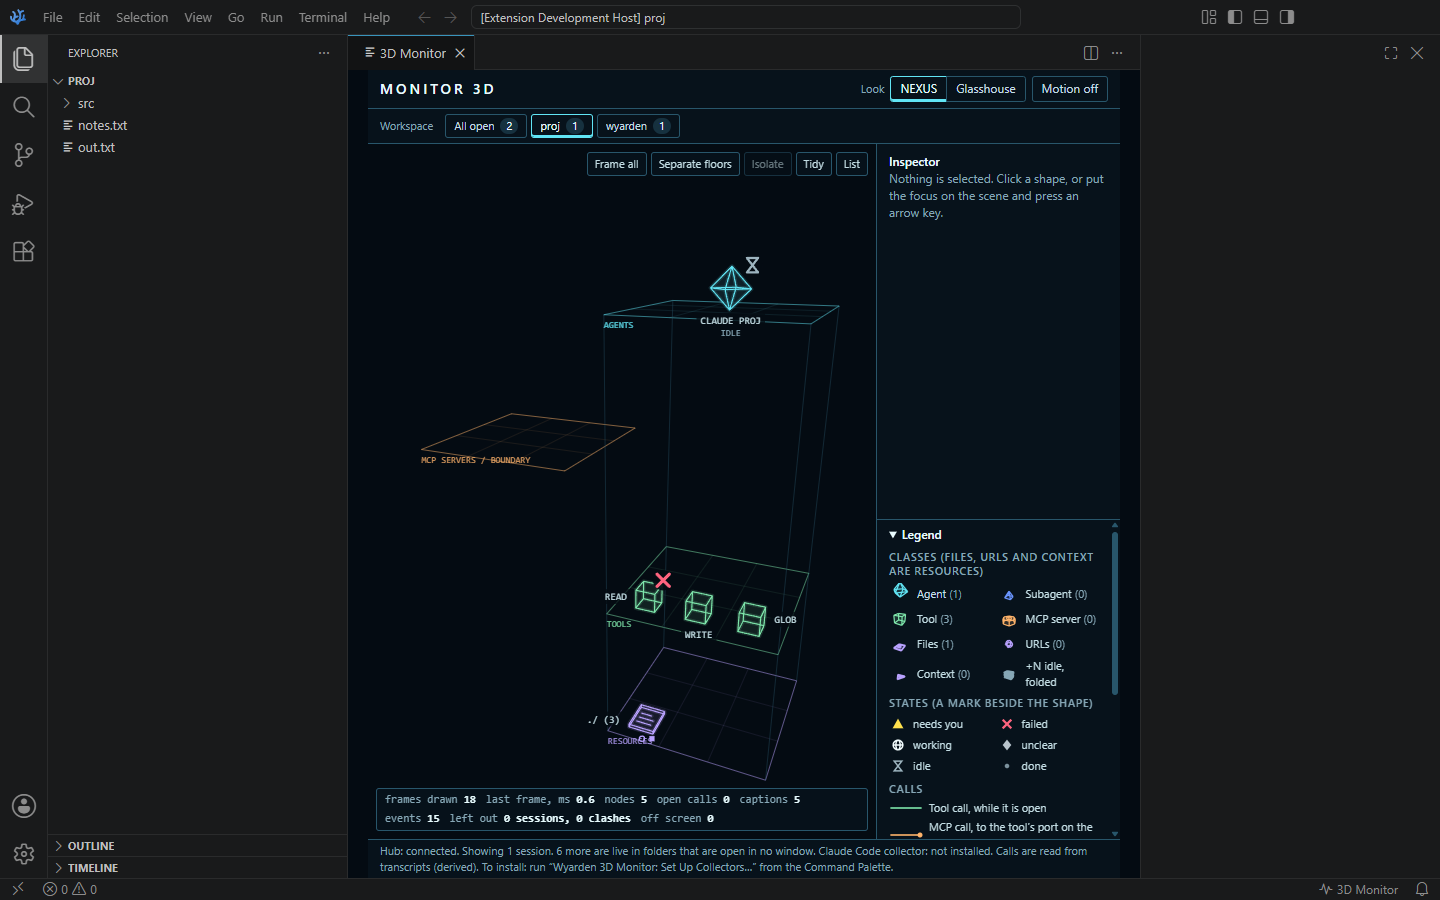 File Edit Selection View Go Run Terminal Help
[Extension Development Host] proj
EXPLORER
PROJ
src
notes.txt
out.txt
OUTLINE
TIMELINE
3D Monitor
MONITOR 3D
Look NEXUS Glasshouse Motion off
Workspace All open 2 proj 1 wyarden 1
Frame all Separate floors Isolate Tidy List
CLAUDE PROJ
IDLE
AGENTS
MCP SERVERS / BOUNDARY
READ
TOOLS
WRITE
GLOB
./ (3)
RESOURCES
frames drawn 18 last frame, ms 0.6 nodes 5 open calls 0 captions 5
events 15 left out 0 sessions, 0 clashes off screen 0
Inspector
Nothing is selected. Click a shape, or put
the focus on the scene and press an
arrow key.
Legend
CLASSES (FILES, URLS AND CONTEXT
ARE RESOURCES)
Agent (1) Subagent (0)
Tool (3) MCP server (0)
Files (1) URLs (0)
Context (0) +N idle,
folded
STATES (A MARK BESIDE THE SHAPE)
needs you failed
working unclear
idle done
CALLS
Tool call, while it is open
MCP call, to the tool's port on the
Hub: connected. Showing 1 session. 6 more are live in folders that are open in no window. Claude Code collector: not installed. Calls are read from
transcripts (derived). To install: run “Wyarden 3D Monitor: Set Up Collectors...” from the Command Palette.
0 0
3D Monitor